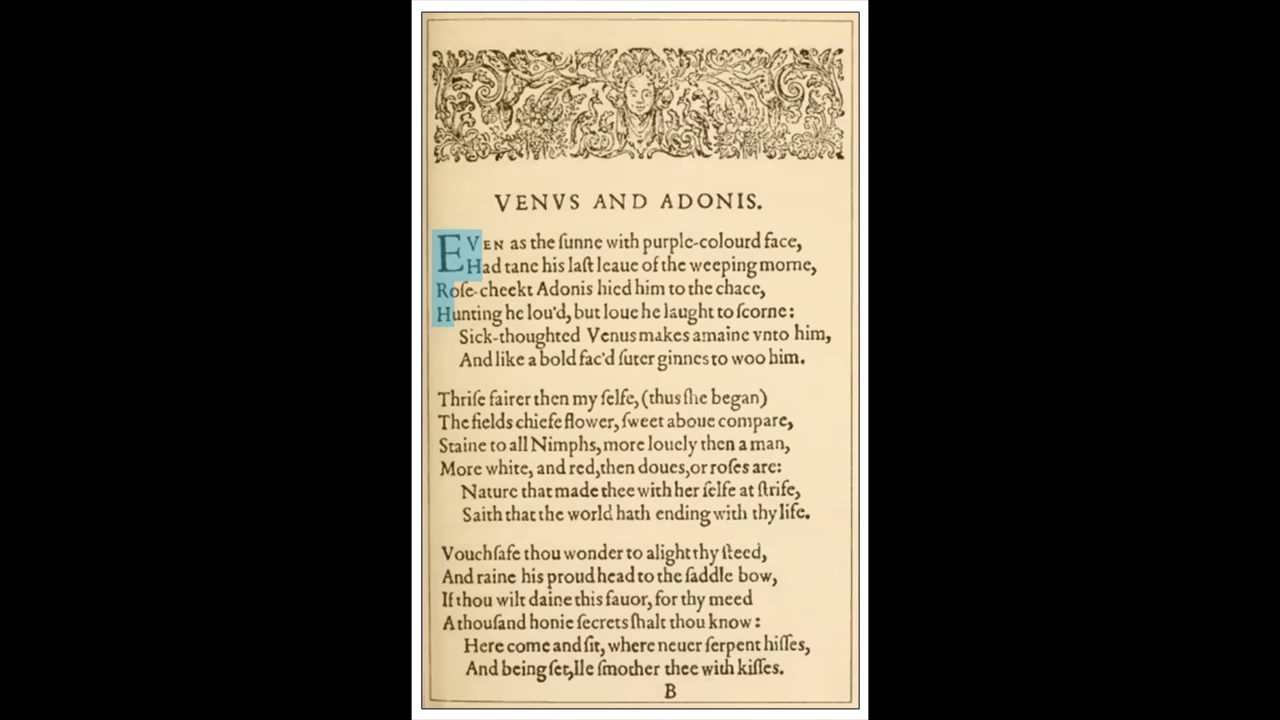 VENVS AND ADONIS.
EVEN as the ſunne with purple-colourd face,
Had tane his laſt leaue of the weeping morne,
Roſe-cheekt Adonis hied him to the chace,
Hunting he lou'd, but loue he laught to ſcorne:
Sick-thoughted Venus makes amaine vnto him,
And like a bold fac'd ſuter ginnes to woo him.
Thriſe fairer then my ſelfe, (thus ſhe began)
The fields chiefe flower, ſweet aboue compare,
Staine to all Nimphs, more louely then a man,
More white, and red, then doues, or roſes are:
Nature that made thee with her ſelfe at ſtrife,
Saith that the world hath ending with thy life.
Vouchſafe thou wonder to alight thy ſteed,
And raine his proud head to the ſaddle bow,
If thou wilt daine this fauor, for thy meed
A thouſand honie ſecrets ſhalt thou know:
Here come and ſit, where neuer ſerpent hiſſes,
And being ſet, Ile ſmother thee with kiſſes.
B